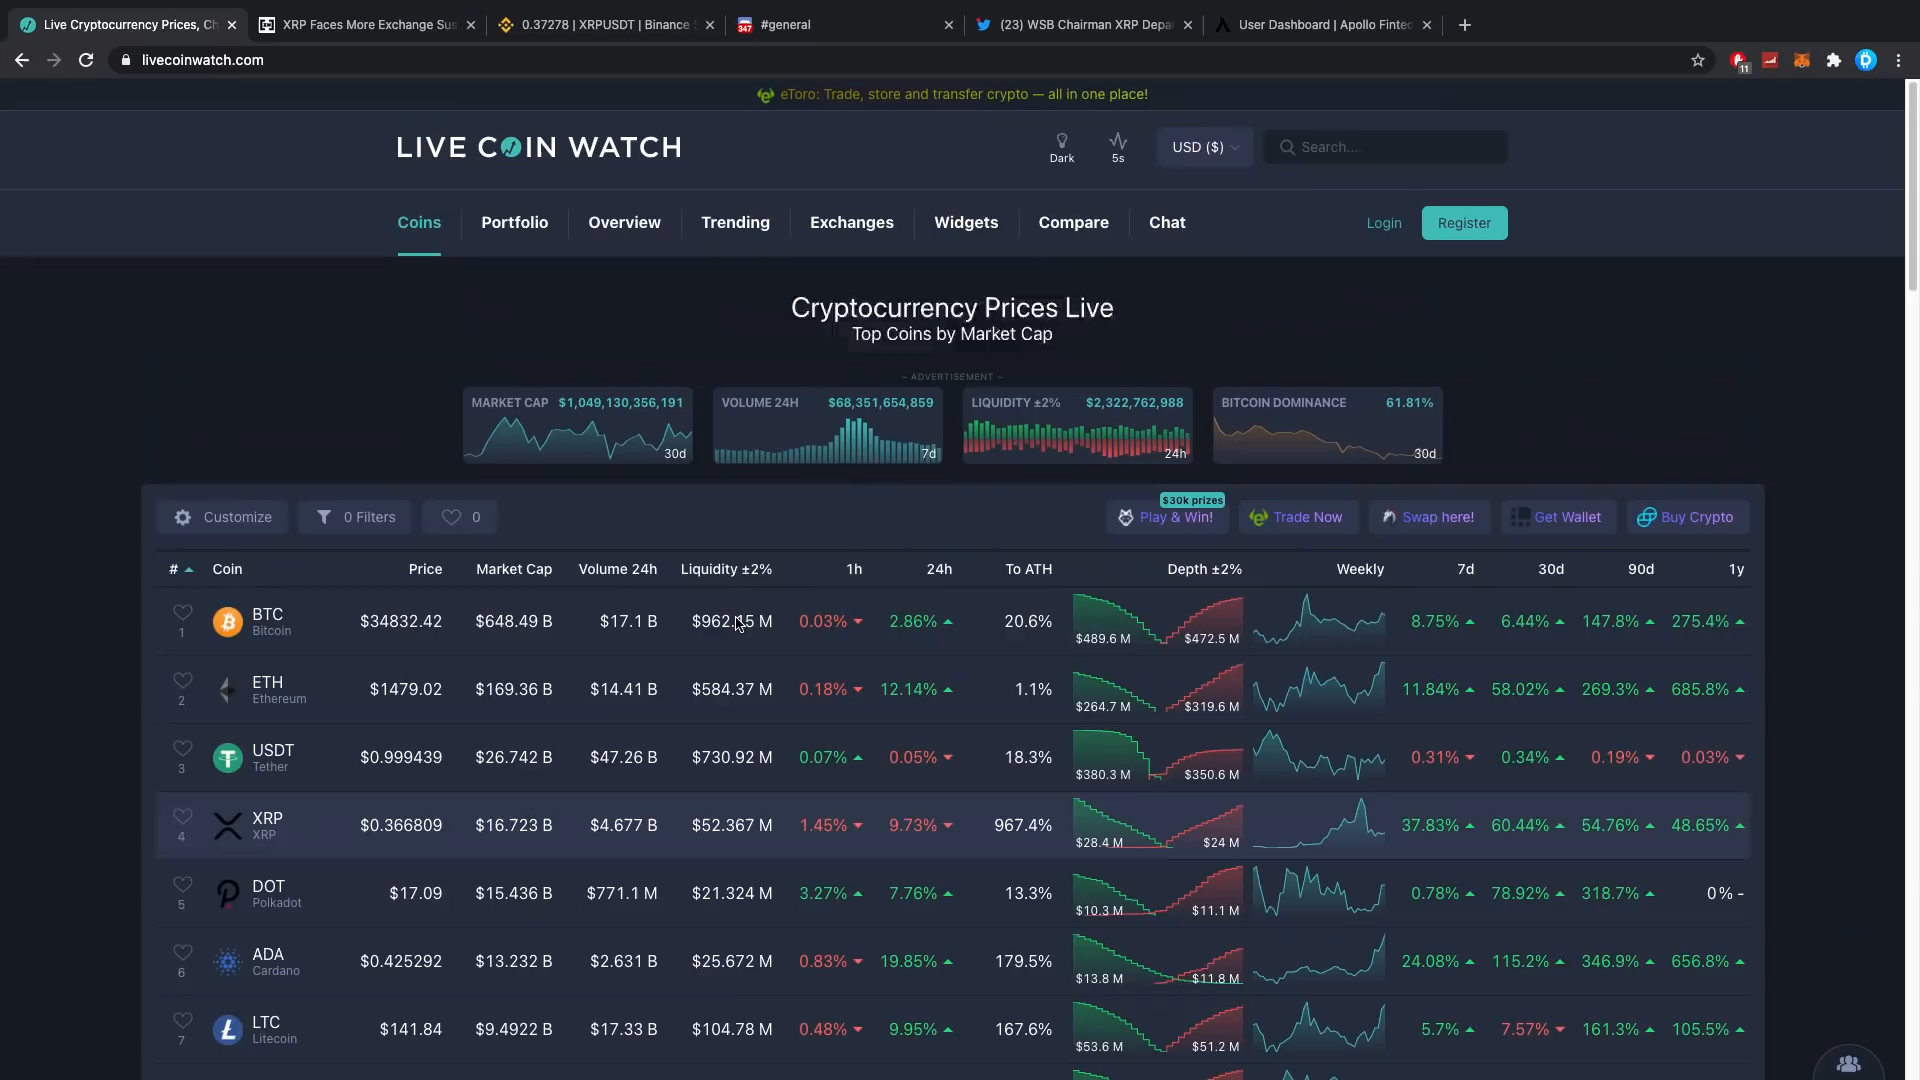 Live Cryptocurrency Prices, Ch
XRP Faces More Exchange Sus
0.37278 | XRPUSDT | Binance S
347 #general
(23) WSB Chairman XRP Depa
User Dashboard | Apollo Fintec
livecoinwatch.com
11
eToro: Trade, store and transfer crypto — all in one place!
LIVE COIN WATCH
Dark
5s
USD ($)
Search...
Coins Portfolio Overview Trending Exchanges Widgets Compare Chat Login Register
Cryptocurrency Prices Live
Top Coins by Market Cap
– ADVERTISEMENT –
MARKET CAP $1,049,130,356,191
30d
VOLUME 24H $68,351,654,859
7d
LIQUIDITY ±2% $2,322,762,988
24h
BITCOIN DOMINANCE 61.81%
30d
Customize 0 Filters 0
$30k prizes
Play & Win! Trade Now Swap here! Get Wallet Buy Crypto
# Coin Price Market Cap Volume 24h Liquidity ±2% 1h 24h To ATH Depth ±2% Weekly 7d 30d 90d 1y
1 BTC Bitcoin $34832.42 $648.49 B $17.1 B $962. 5 M 0.03% 2.86% 20.6% $489.6 M $472.5 M 8.75% 6.44% 147.8% 275.4%
2 ETH Ethereum $1479.02 $169.36 B $14.41 B $584.37 M 0.18% 12.14% 1.1% $264.7 M $319.6 M 11.84% 58.02% 269.3% 685.8%
3 USDT Tether $0.999439 $26.742 B $47.26 B $730.92 M 0.07% 0.05% 18.3% $380.3 M $350.6 M 0.31% 0.34% 0.19% 0.03%
4 XRP XRP $0.366809 $16.723 B $4.677 B $52.367 M 1.45% 9.73% 967.4% $28.4 M $24 M 37.83% 60.44% 54.76% 48.65%
5 DOT Polkadot $17.09 $15.436 B $771.1 M $21.324 M 3.27% 7.76% 13.3% $10.3 M $11.1 M 0.78% 78.92% 318.7% 0% -
6 ADA Cardano $0.425292 $13.232 B $2.631 B $25.672 M 0.83% 19.85% 179.5% $13.8 M $11.8 M 24.08% 115.2% 346.9% 656.8%
7 LTC Litecoin $141.84 $9.4922 B $17.33 B $104.78 M 0.48% 9.95% 167.6% $53.6 M $51.2 M 5.7% 7.57% 161.3% 105.5%